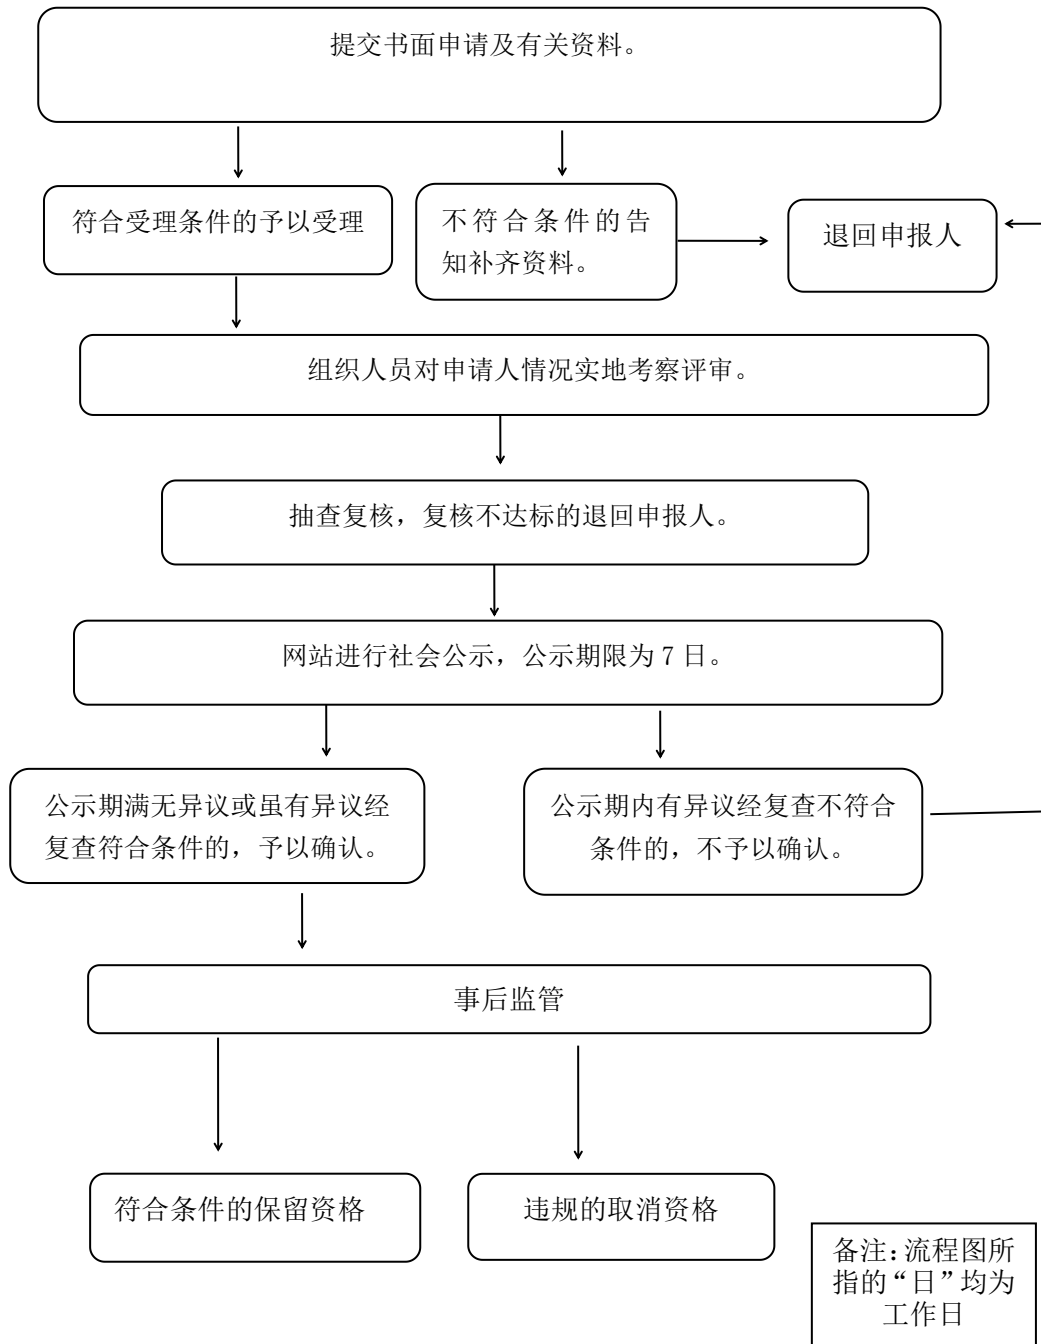 提交书面申请及有关资料。
符合受理条件的予以受理
不符合条件的告
知补齐资料。
退回申报人
组织人员对申请人情况实地考察评审。
抽查复核，复核不达标的退回申报人。
网站进行社会公示，公示期限为 7 日。
公示期满无异议或虽有异议经
复查符合条件的，予以确认。
公示期内有异议经复查不符合
条件的，不予以确认。
事后监管
符合条件的保留资格
违规的取消资格
备注：流程图所
指的“日”均为
工作日